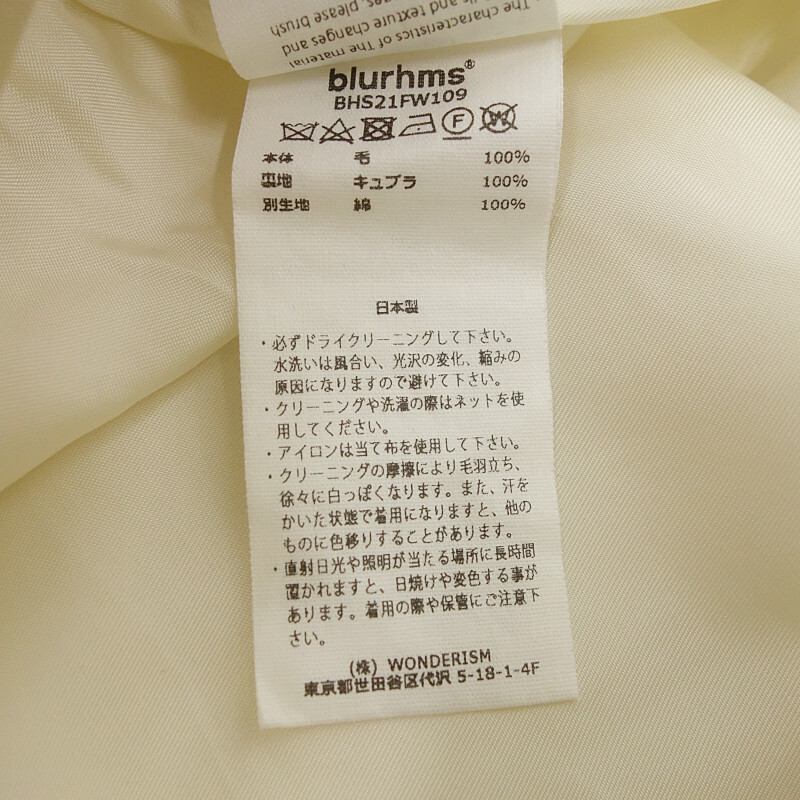 · The characteristics of The material
and texture changes and
please brush
blurhms®
BHS21FW109
F
W
本体 毛 100%
裏地 キュプラ 100%
別生地 綿 100%
日本製
・必ずドライクリーニングして下さい。
水洗いは風合い、光沢の変化、縮みの
原因になりますので避けて下さい。
・クリーニングや洗濯の際はネットを使
用してください。
・アイロンは当て布を使用して下さい。
・クリーニングの摩擦により毛羽立ち、
徐々に白っぽくなります。また、汗を
かいた状態で着用になりますと、他の
ものに色移りすることがあります。
・直射日光や照明が当たる場所に長時間
置かれますと、日焼けや変色する事が
あります。着用の際や保管にご注意下
さい。
(株) WONDERISM
東京都世田谷区代沢 5-18-1-4F